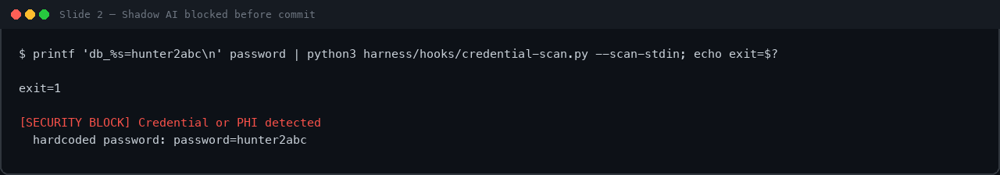 Slide 2 — Shadow AI blocked before commit
$ printf 'db_%s=hunter2abc\n' password | python3 harness/hooks/credential-scan.py --scan-stdin; echo exit=$?
exit=1
[SECURITY BLOCK] Credential or PHI detected
hardcoded password: password=hunter2abc